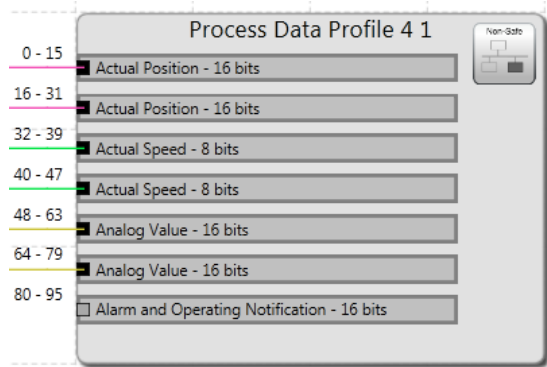 Process Data Profile 4 1
Non-Safe
0 - 15
Actual Position - 16 bits
16 - 31
Actual Position - 16 bits
32 - 39
Actual Speed - 8 bits
40 - 47
Actual Speed - 8 bits
48 - 63
Analog Value - 16 bits
64 - 79
Analog Value - 16 bits
80 - 95
Alarm and Operating Notification - 16 bits